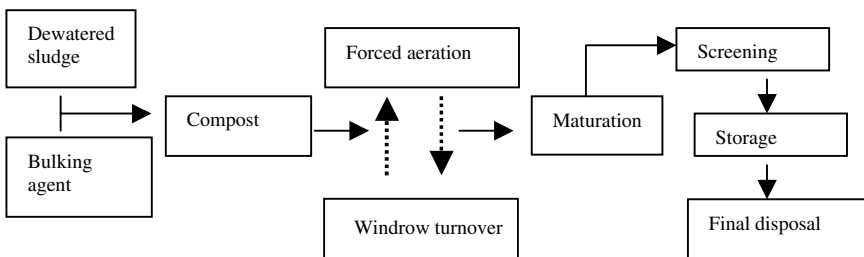 Dewatered
sludge
Bulking
agent
Compost
Forced aeration
Windrow turnover
Maturation
Screening
Storage
Final disposal